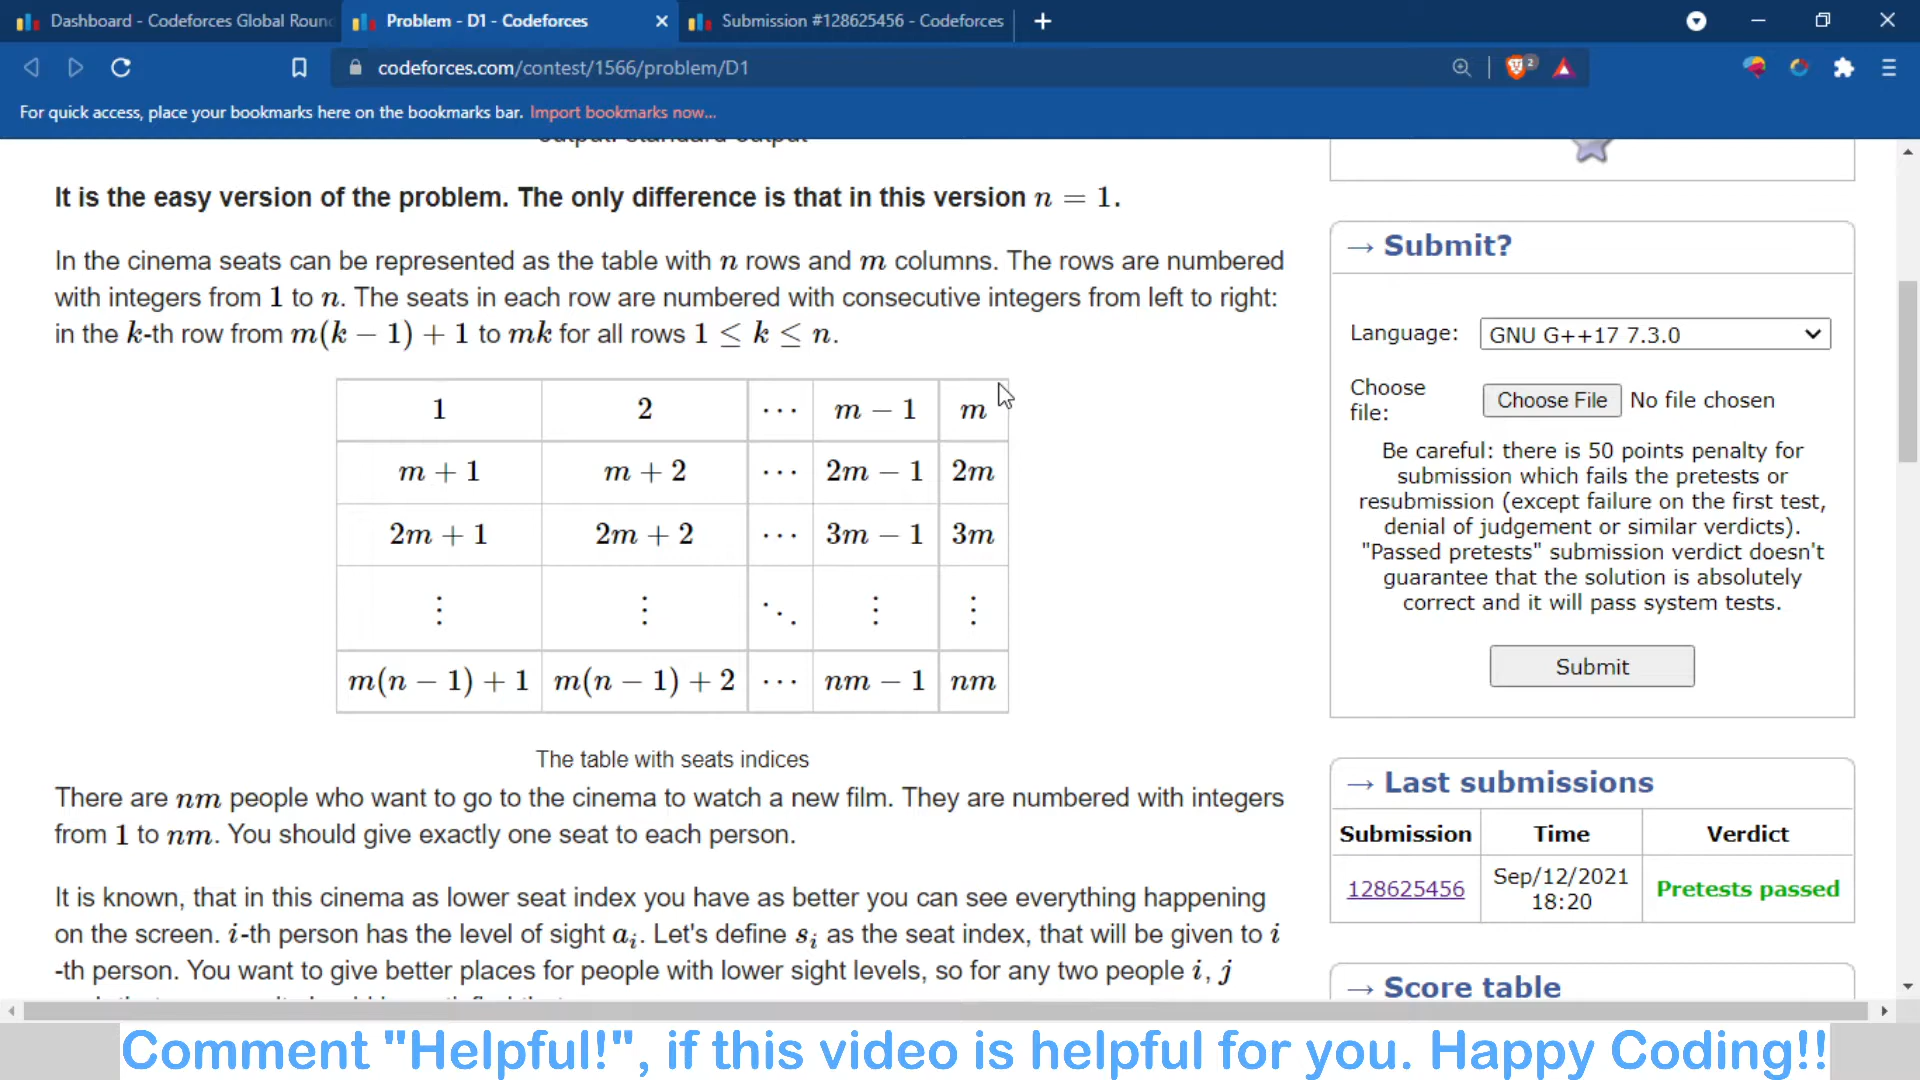 Dashboard - Codeforces Global Roun
Problem - D1 - Codeforces
Submission #128625456 - Codeforces
codeforces.com/contest/1566/problem/D1
2
For quick access, place your bookmarks here on the bookmarks bar. Import bookmarks now...
output: standard output
It is the easy version of the problem. The only difference is that in this version n = 1.
In the cinema seats can be represented as the table with n rows and m columns. The rows are numbered
with integers from 1 to n. The seats in each row are numbered with consecutive integers from left to right:
in the k-th row from m(k − 1) + 1 to mk for all rows 1 ≤ k ≤ n.
1 2 ⋯ m − 1 m
m + 1 m + 2 ⋯ 2m − 1 2m
2m + 1 2m + 2 ⋯ 3m − 1 3m
⋮ ⋮ ⋱ ⋮ ⋮
m(n − 1) + 1 m(n − 1) + 2 ⋯ nm − 1 nm
The table with seats indices
There are nm people who want to go to the cinema to watch a new film. They are numbered with integers
from 1 to nm. You should give exactly one seat to each person.
It is known, that in this cinema as lower seat index you have as better you can see everything happening
on the screen. i-th person has the level of sight aᵢ. Let's define sᵢ as the seat index, that will be given to i
-th person. You want to give better places for people with lower sight levels, so for any two people i, j
→ Submit?
Language: GNU G++17 7.3.0
Choose
file:
Choose File No file chosen
Be careful: there is 50 points penalty for
submission which fails the pretests or
resubmission (except failure on the first test,
denial of judgement or similar verdicts).
"Passed pretests" submission verdict doesn't
guarantee that the solution is absolutely
correct and it will pass system tests.
Submit
→ Last submissions
Submission Time Verdict
128625456 Sep/12/2021 18:20 Pretests passed
→ Score table
Comment "Helpful!", if this video is helpful for you. Happy Coding!!